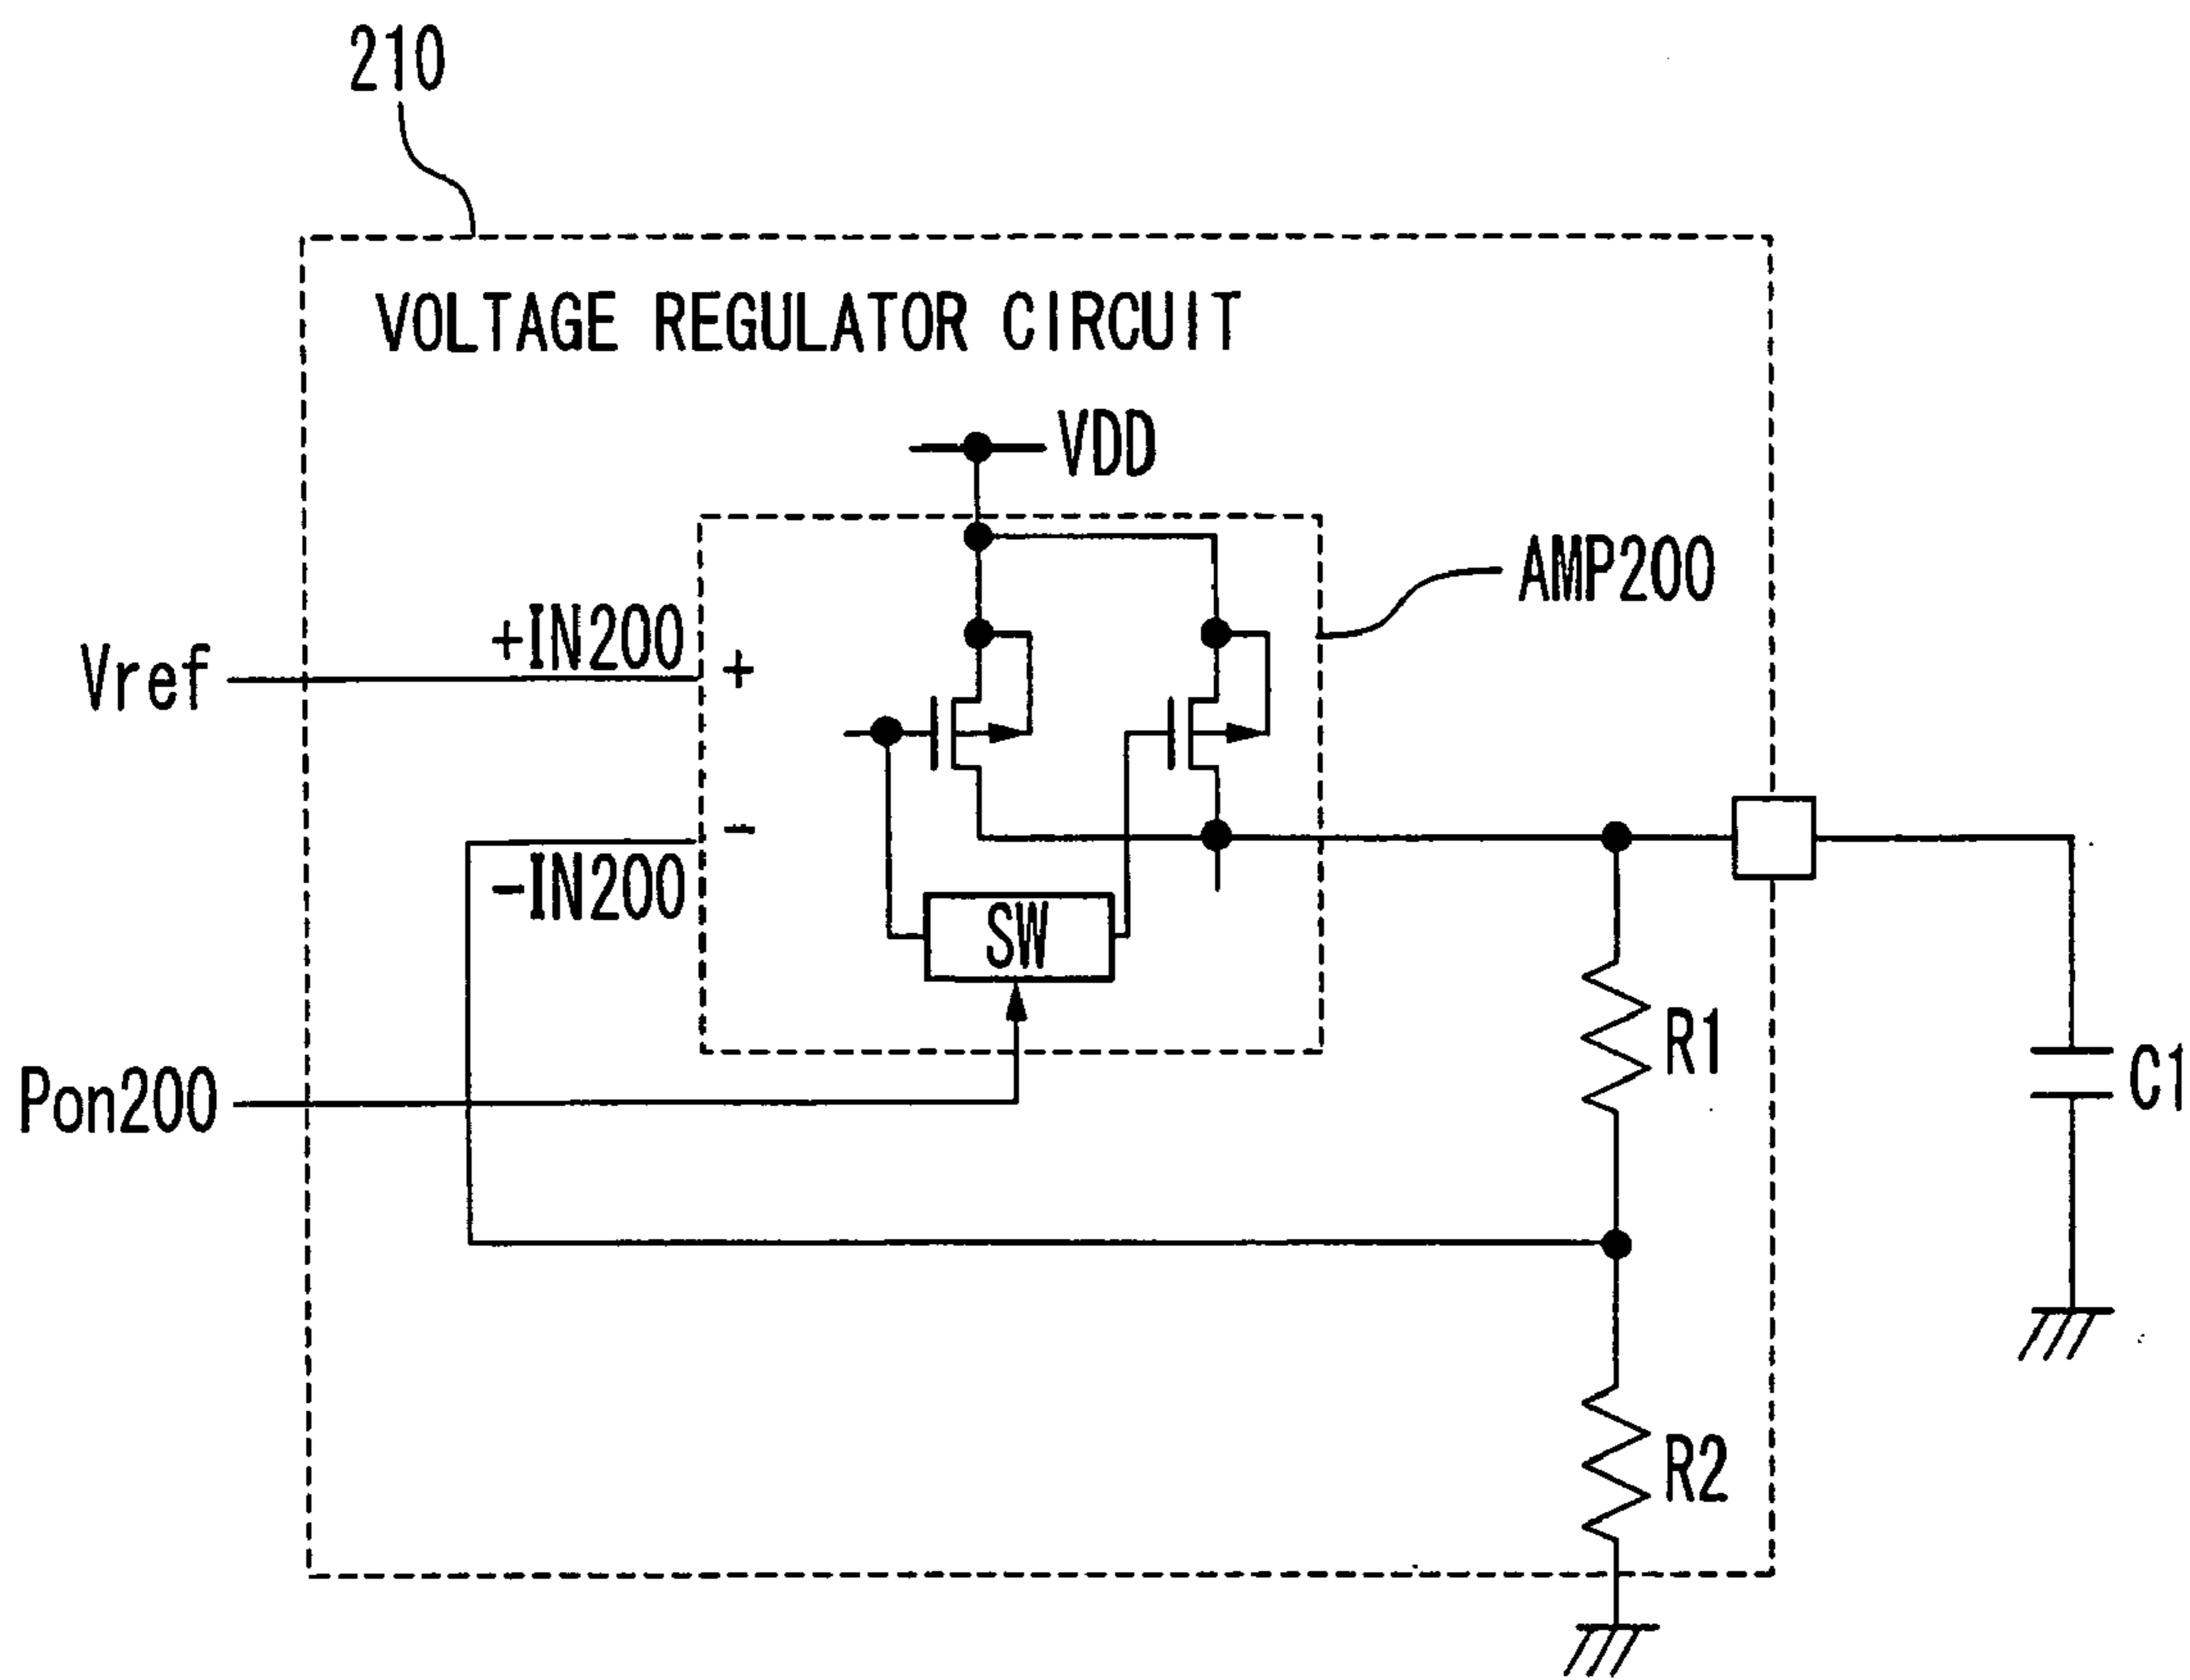 210
VOLTAGE REGULATOR CIRCUIT
VDD
AMP200
+IN200
Vref
+
-
-IN200
SW
R1
C1
Pon200
R2